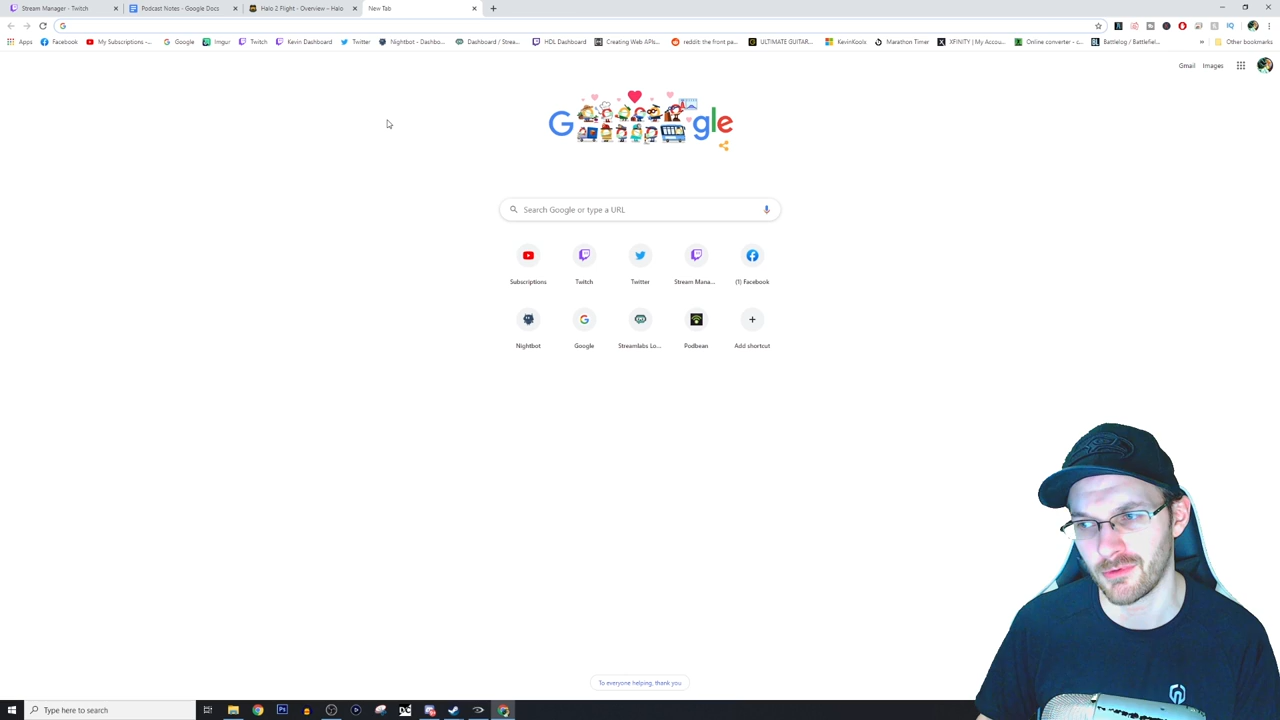 Stream Manager - Twitch
Podcast Notes - Google Docs
Halo 2 Flight - Overview – Halo
New Tab
Apps
Facebook
My Subscriptions -...
Google
Imgur
Twitch
Kevin Dashboard
Twitter
Nightbot - Dashbo...
Dashboard / Strea...
HDL Dashboard
Creating Web APIs...
reddit: the front pa...
ULTIMATE GUITAR...
KevinKools
Marathon Timer
XFINITY | My Accou...
Online converter - c...
Battlelog / Battlefiel...
»
Other bookmarks
Gmail
Images
G gle
Search Google or type a URL
Subscriptions
Twitch
Twitter
Stream Mana...
(1) Facebook
Nightbot
Google
Streamlabs Lo...
Podbean
Add shortcut
To everyone helping, thank you
Type here to search